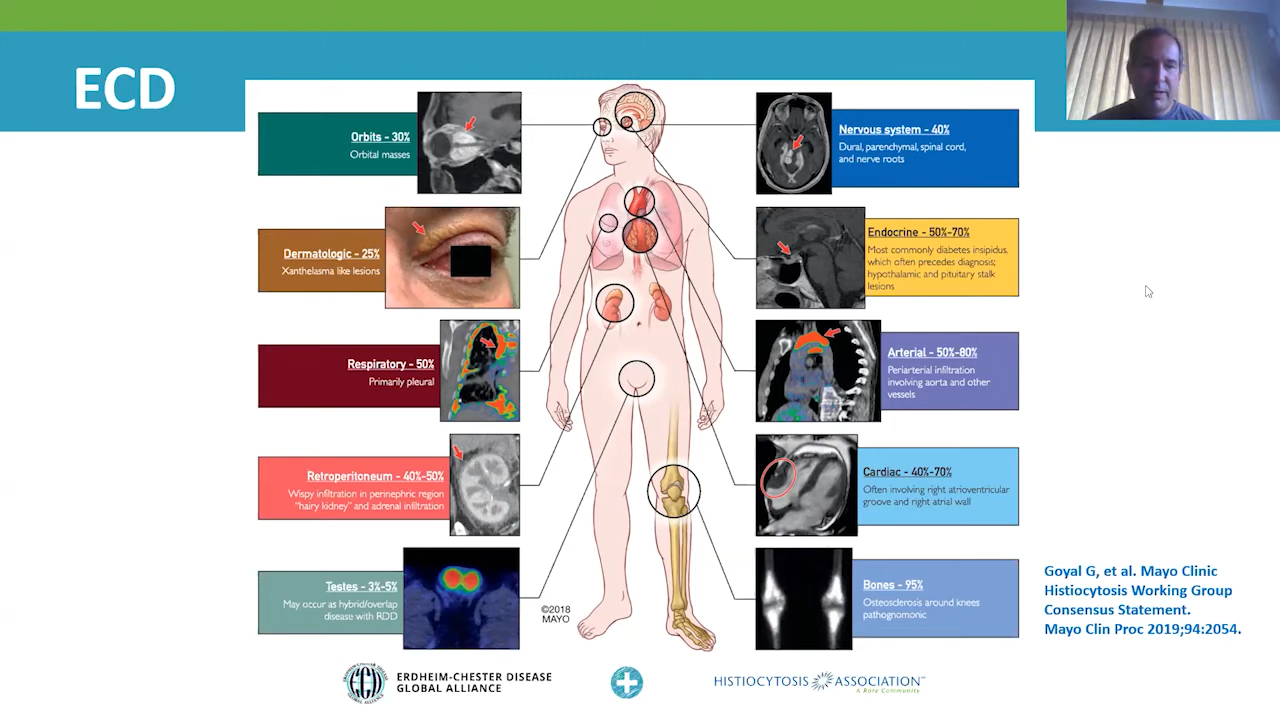 ECD
Orbits - 30%
Orbital masses
Dermatologic - 25%
Xanthelasma like lesions
Respiratory - 50%
Primarily pleural
Retroperitoneum - 40%-50%
Wispy infiltration in perinephric region
"hairy kidney" and adrenal infiltration
Testes - 3%-5%
May occur as hybrid/overlap
disease with RDD
Nervous system - 40%
Dural, parenchymal, spinal cord,
and nerve roots
Endocrine - 50%-70%
Most commonly diabetes insipidus,
which often precedes diagnosis;
hypothalamic and pituitary stalk
lesions
Arterial - 50%-80%
Periarterial infiltration
involving aorta and other
vessels
Cardiac - 40%-70%
Often involving right atrioventricular
groove and right atrial wall
Bones - 95%
Osteosclerosis around knees
pathognomonic
©2018
MAYO
Goyal G, et al. Mayo Clinic
Histiocytosis Working Group
Consensus Statement.
Mayo Clin Proc 2019;94:2054.
ERDHEIM-CHESTER DISEASE
GLOBAL ALLIANCE
HISTIOCYTOSIS ASSOCIATION™
A Rare Community